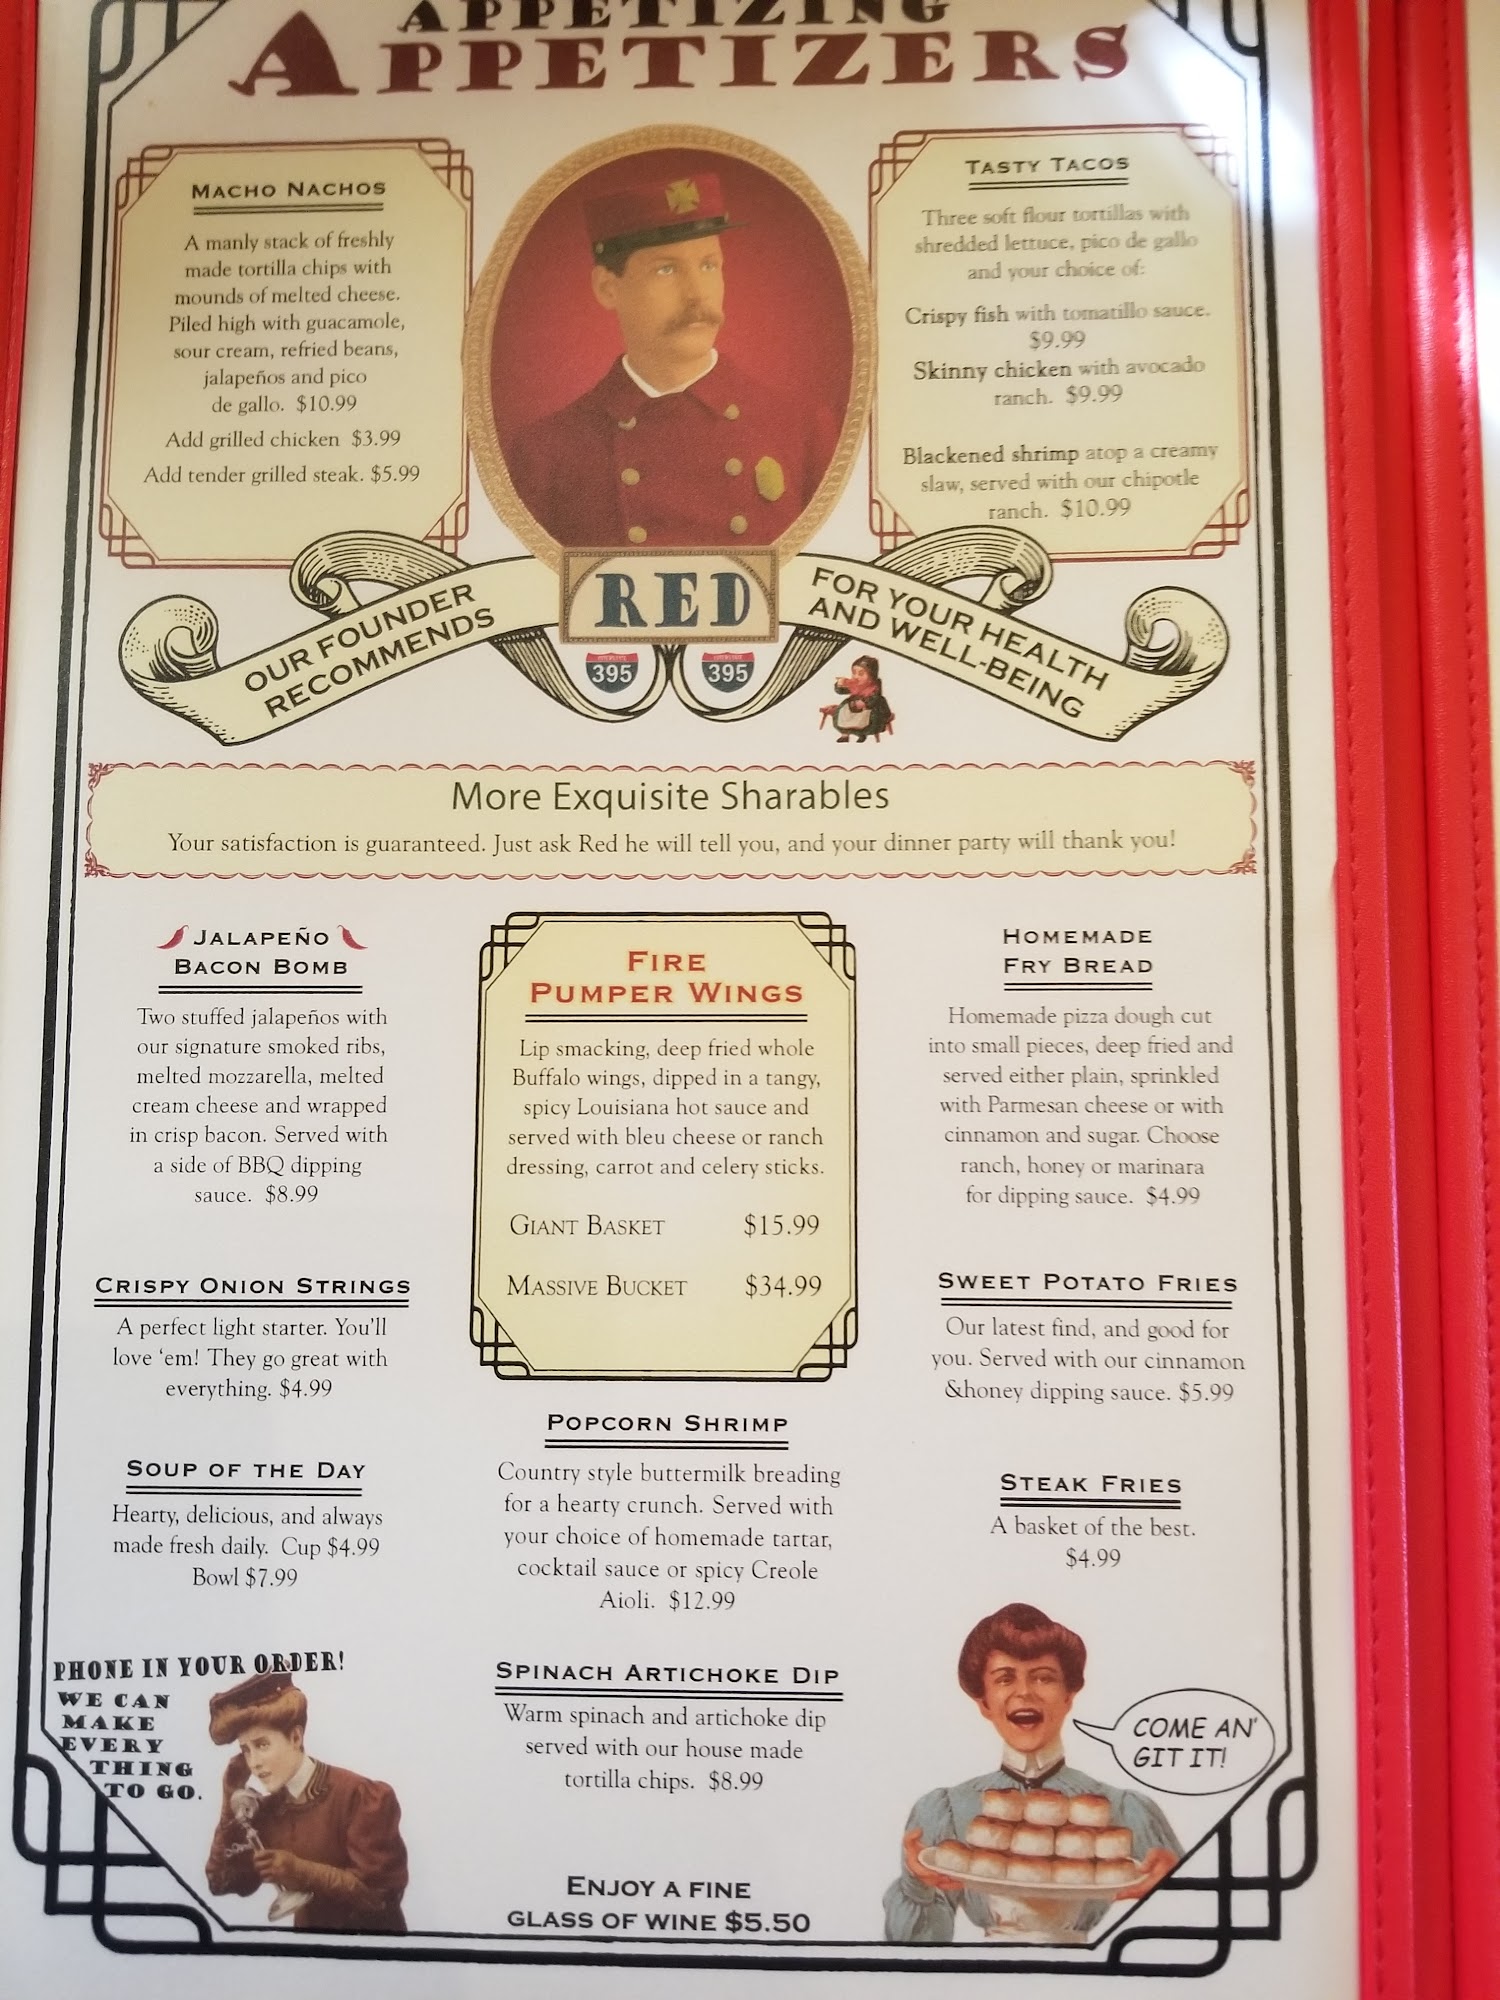 APPETIZING
APPETIZERS
MACHO NACHOS
A manly stack of freshly
made tortilla chips with
mounds of melted cheese.
Piled high with guacamole,
sour cream, refried beans,
jalapeños and pico
de gallo. $10.99
Add grilled chicken $3.99
Add tender grilled steak. $5.99
TASTY TACOS
Three soft flour tortillas with
shredded lettuce, pico de gallo
and your choice of:
Crispy fish with tomatillo sauce.
$9.99
Skinny chicken with avocado
ranch. $9.99
Blackened shrimp atop a creamy
slaw, served with our chipotle
ranch. $10.99
OUR FOUNDER
RECOMMENDS
RED
395
395
FOR YOUR HEALTH
AND WELL-BEING
More Exquisite Sharables
Your satisfaction is guaranteed. Just ask Red he will tell you, and your dinner party will thank you!
JALAPEÑO
BACON BOMB
Two stuffed jalapeños with
our signature smoked ribs,
melted mozzarella, melted
cream cheese and wrapped
in crisp bacon. Served with
a side of BBQ dipping
sauce. $8.99
CRISPY ONION STRINGS
A perfect light starter. You'll
love 'em! They go great with
everything. $4.99
SOUP OF THE DAY
Hearty, delicious, and always
made fresh daily. Cup $4.99
Bowl $7.99
PHONE IN YOUR ORDER!
WE CAN
MAKE
EVERY
THING
TO GO.
FIRE
PUMPER WINGS
Lip smacking, deep fried whole
Buffalo wings, dipped in a tangy,
spicy Louisiana hot sauce and
served with bleu cheese or ranch
dressing, carrot and celery sticks.
GIANT BASKET $15.99
MASSIVE BUCKET $34.99
POPCORN SHRIMP
Country style buttermilk breading
for a hearty crunch. Served with
your choice of homemade tartar,
cocktail sauce or spicy Creole
Aioli. $12.99
SPINACH ARTICHOKE DIP
Warm spinach and artichoke dip
served with our house made
tortilla chips. $8.99
ENJOY A FINE
GLASS OF WINE $5.50
HOMEMADE
FRY BREAD
Homemade pizza dough cut
into small pieces, deep fried and
served either plain, sprinkled
with Parmesan cheese or with
cinnamon and sugar. Choose
ranch, honey or marinara
for dipping sauce. $4.99
SWEET POTATO FRIES
Our latest find, and good for
you. Served with our cinnamon
&honey dipping sauce. $5.99
STEAK FRIES
A basket of the best.
$4.99
COME AN'
GIT IT!